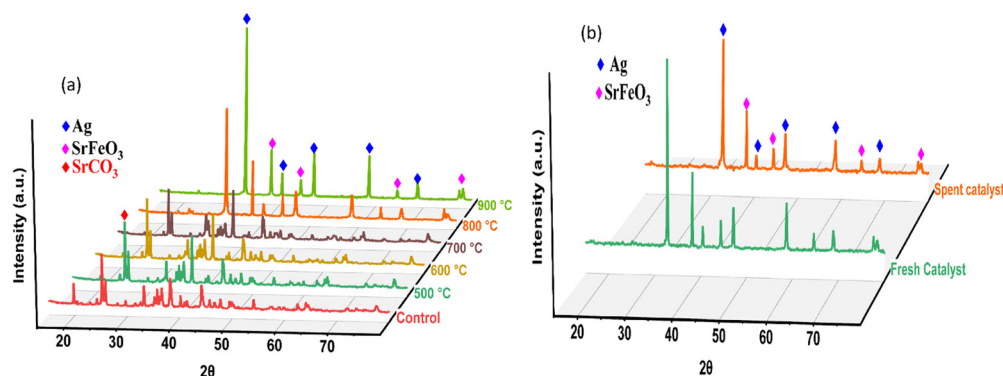 (a)
Ag
SrFeO₃
SrCO₃
Intensity (a.u.)
900 °C
800 °C
700 °C
600 °C
500 °C
Control
20 30 40 50 60 70
2θ
(b)
Ag
SrFeO₃
Intensity (a.u.)
Spent catalyst
Fresh Catalyst
20 30 40 50 60 70
2θ